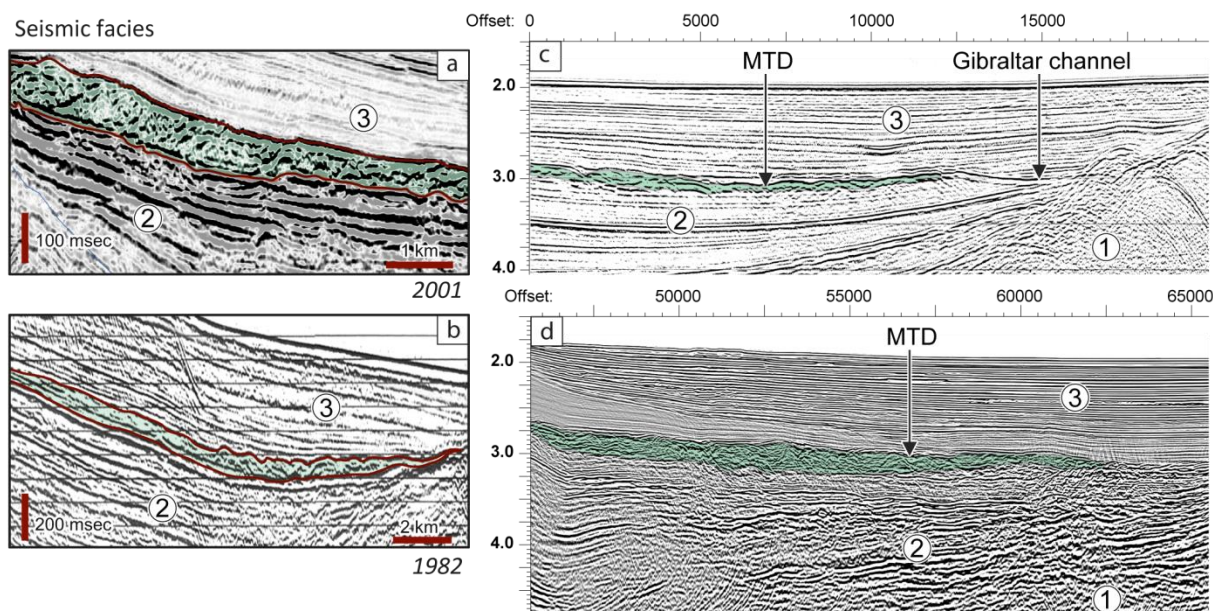 Seismic facies
a
3
2
100 msec
1 km
2001
b
3
2
200 msec
2 km
1982
Offset: 0 5000 10000 15000
c
MTD Gibraltar channel
2.0
3
3.0
2
1
4.0
Offset: 50000 55000 60000 65000
d
MTD
2.0
3
3.0
2
4.0
1